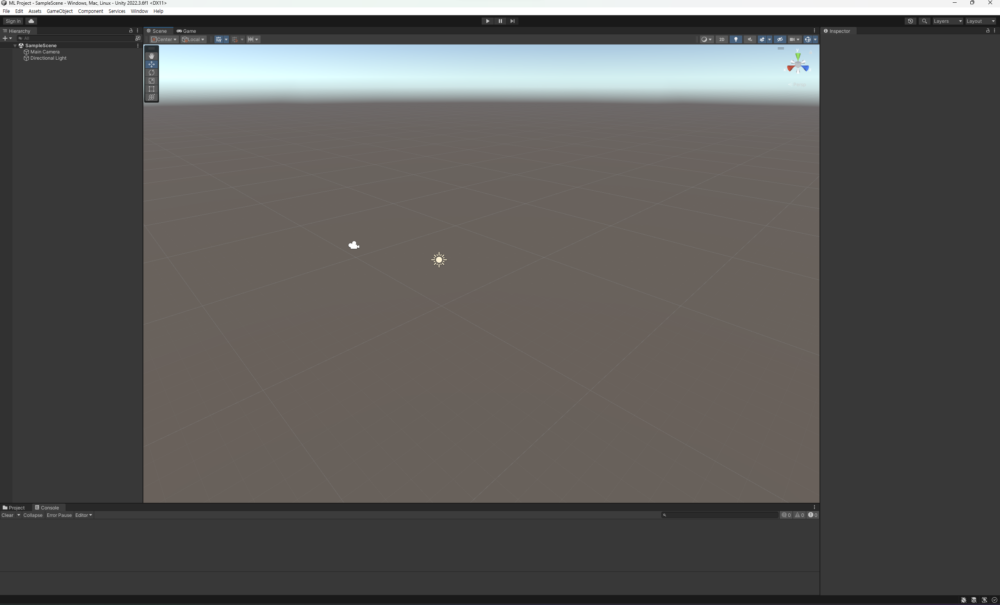 ML Project - SampleScene - Windows, Mac, Linux - Unity 2022.3.6f1 <DX11>
File Edit Assets GameObject Component Services Window Help
Sign in
Layers
Layout
Hierarchy
Scene
Game
Inspector
All
Center
Local
2D
SampleScene
Main Camera
Directional Light
y
x
z
Persp
Project
Console
Clear
Collapse
Error Pause
Editor
0
0
0